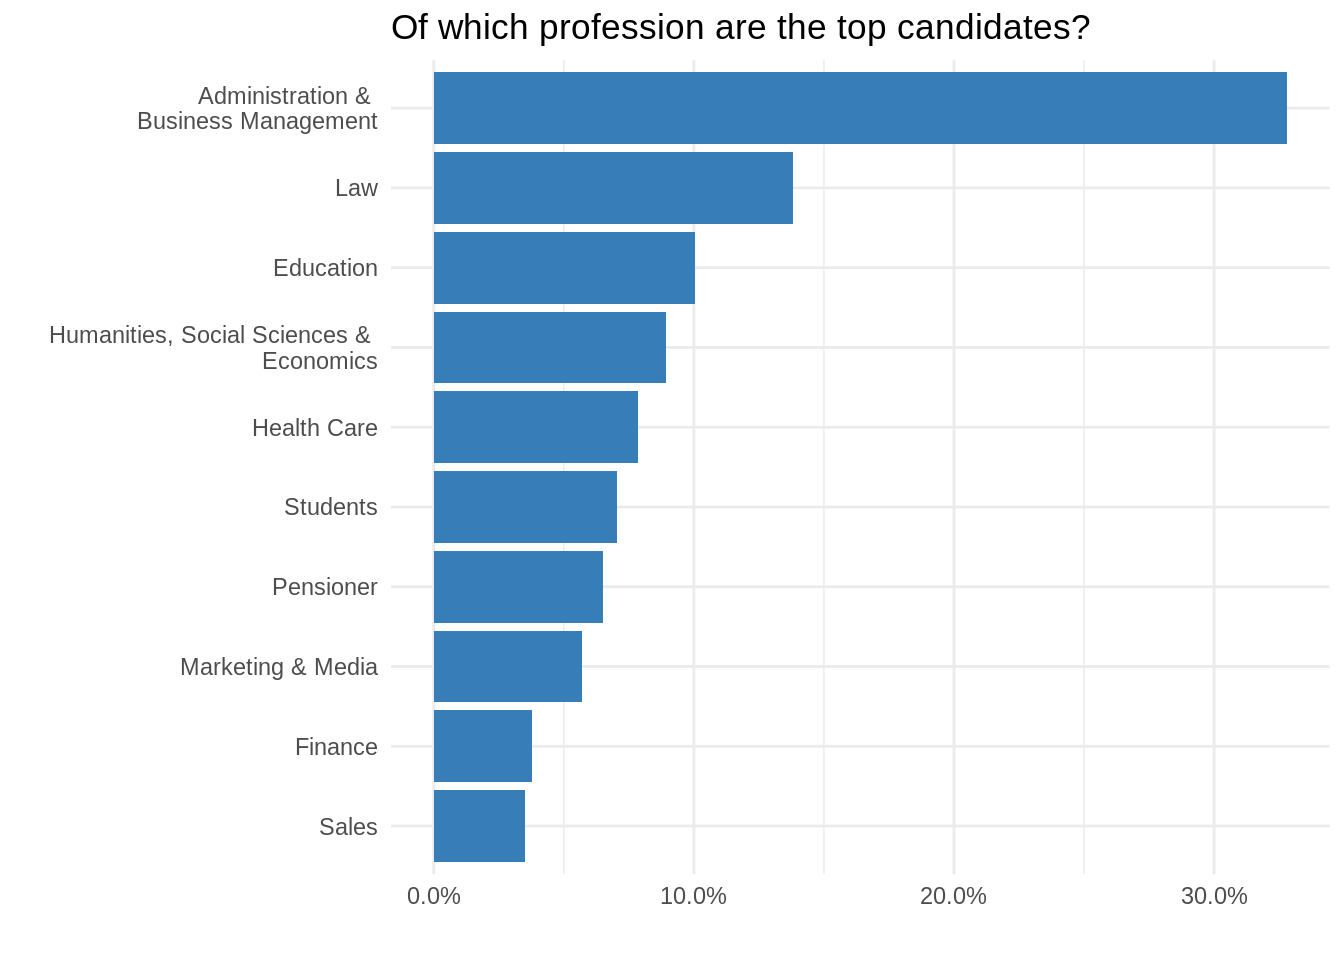 Of which profession are the top candidates?
Administration &
Business Management
Law
Education
Humanities, Social Sciences &
Economics
Health Care
Students
Pensioner
Marketing & Media
Finance
Sales
0.0% 10.0% 20.0% 30.0%